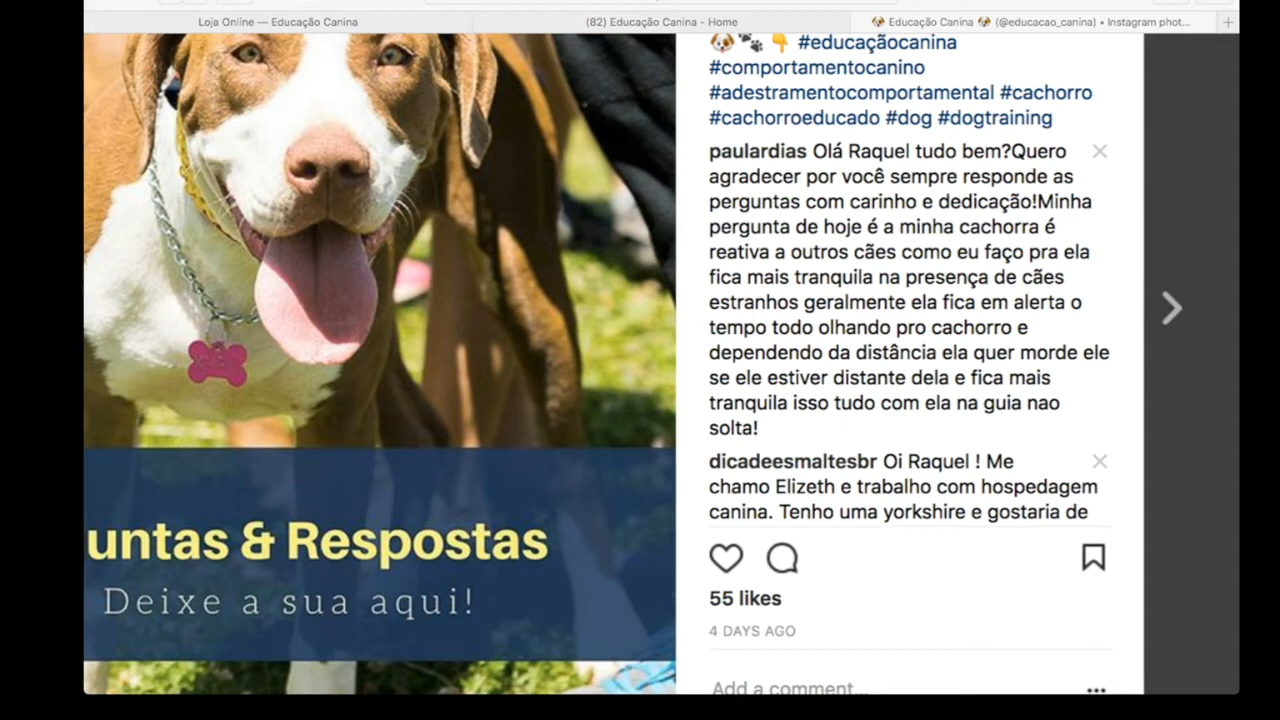 Loja Online — Educação Canina
(82) Educação Canina - Home
🐶 Educação Canina 🐶 (@educacao_canina) • Instagram phot...
🐶🐾👇 #educaçãocanina
#comportamentocanino
#adestramentocomportamental #cachorro
#cachorroeducado #dog #dogtraining
paulardias Olá Raquel tudo bem?Quero
agradecer por você sempre responde as
perguntas com carinho e dedicação!Minha
pergunta de hoje é a minha cachorra é
reativa a outros cães como eu faço pra ela
fica mais tranquila na presença de cães
estranhos geralmente ela fica em alerta o
tempo todo olhando pro cachorro e
dependendo da distância ela quer morde ele
se ele estiver distante dela e fica mais
tranquila isso tudo com ela na guia nao
solta!
dicadeesmaltesbr Oi Raquel ! Me
chamo Elizeth e trabalho com hospedagem
canina. Tenho uma yorkshire e gostaria de
55 likes
4 DAYS AGO
Add a comment...
untas & Respostas
Deixe a sua aqui!